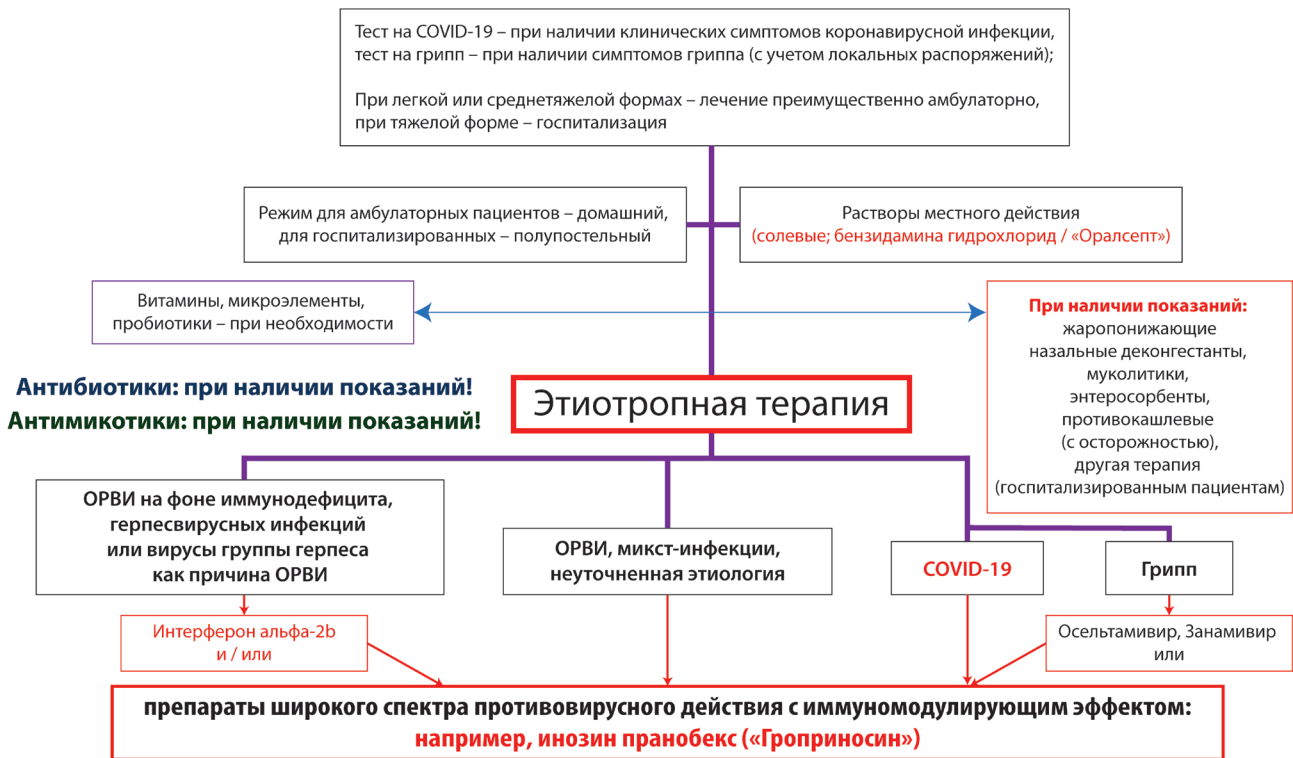 Тест на COVID-19 – при наличии клинических симптомов коронавирусной инфекции,
тест на грипп – при наличии симптомов гриппа (с учетом локальных распоряжений);
При легкой или среднетяжелой формах – лечение преимущественно амбулаторно,
при тяжелой форме – госпитализация
Режим для амбулаторных пациентов – домашний,
для госпитализированных – полупостельный
Растворы местного действия
(солевые; бензидамина гидрохлорид / «Оралсепт»)
Витамины, микроэлементы,
пробиотики – при необходимости
При наличии показаний:
жаропонижающие
назальные деконгестанты,
муколитики,
энтеросорбенты,
противокашлевые
(с осторожностью),
другая терапия
(госпитализированным пациентам)
Антибиотики: при наличии показаний!
Антимикотики: при наличии показаний!
Этиотропная терапия
ОРВИ на фоне иммунодефицита,
герпесвирусных инфекций
или вирусы группы герпеса
как причина ОРВИ
ОРВИ, микст-инфекции,
неуточненная этиология
COVID-19
Грипп
Интерферон альфа-2b
и / или
Осельтамивир, Занамивир
или
препараты широкого спектра противовирусного действия с иммуномодулирующим эффектом:
например, инозин пранобекс («Гроприносин»)